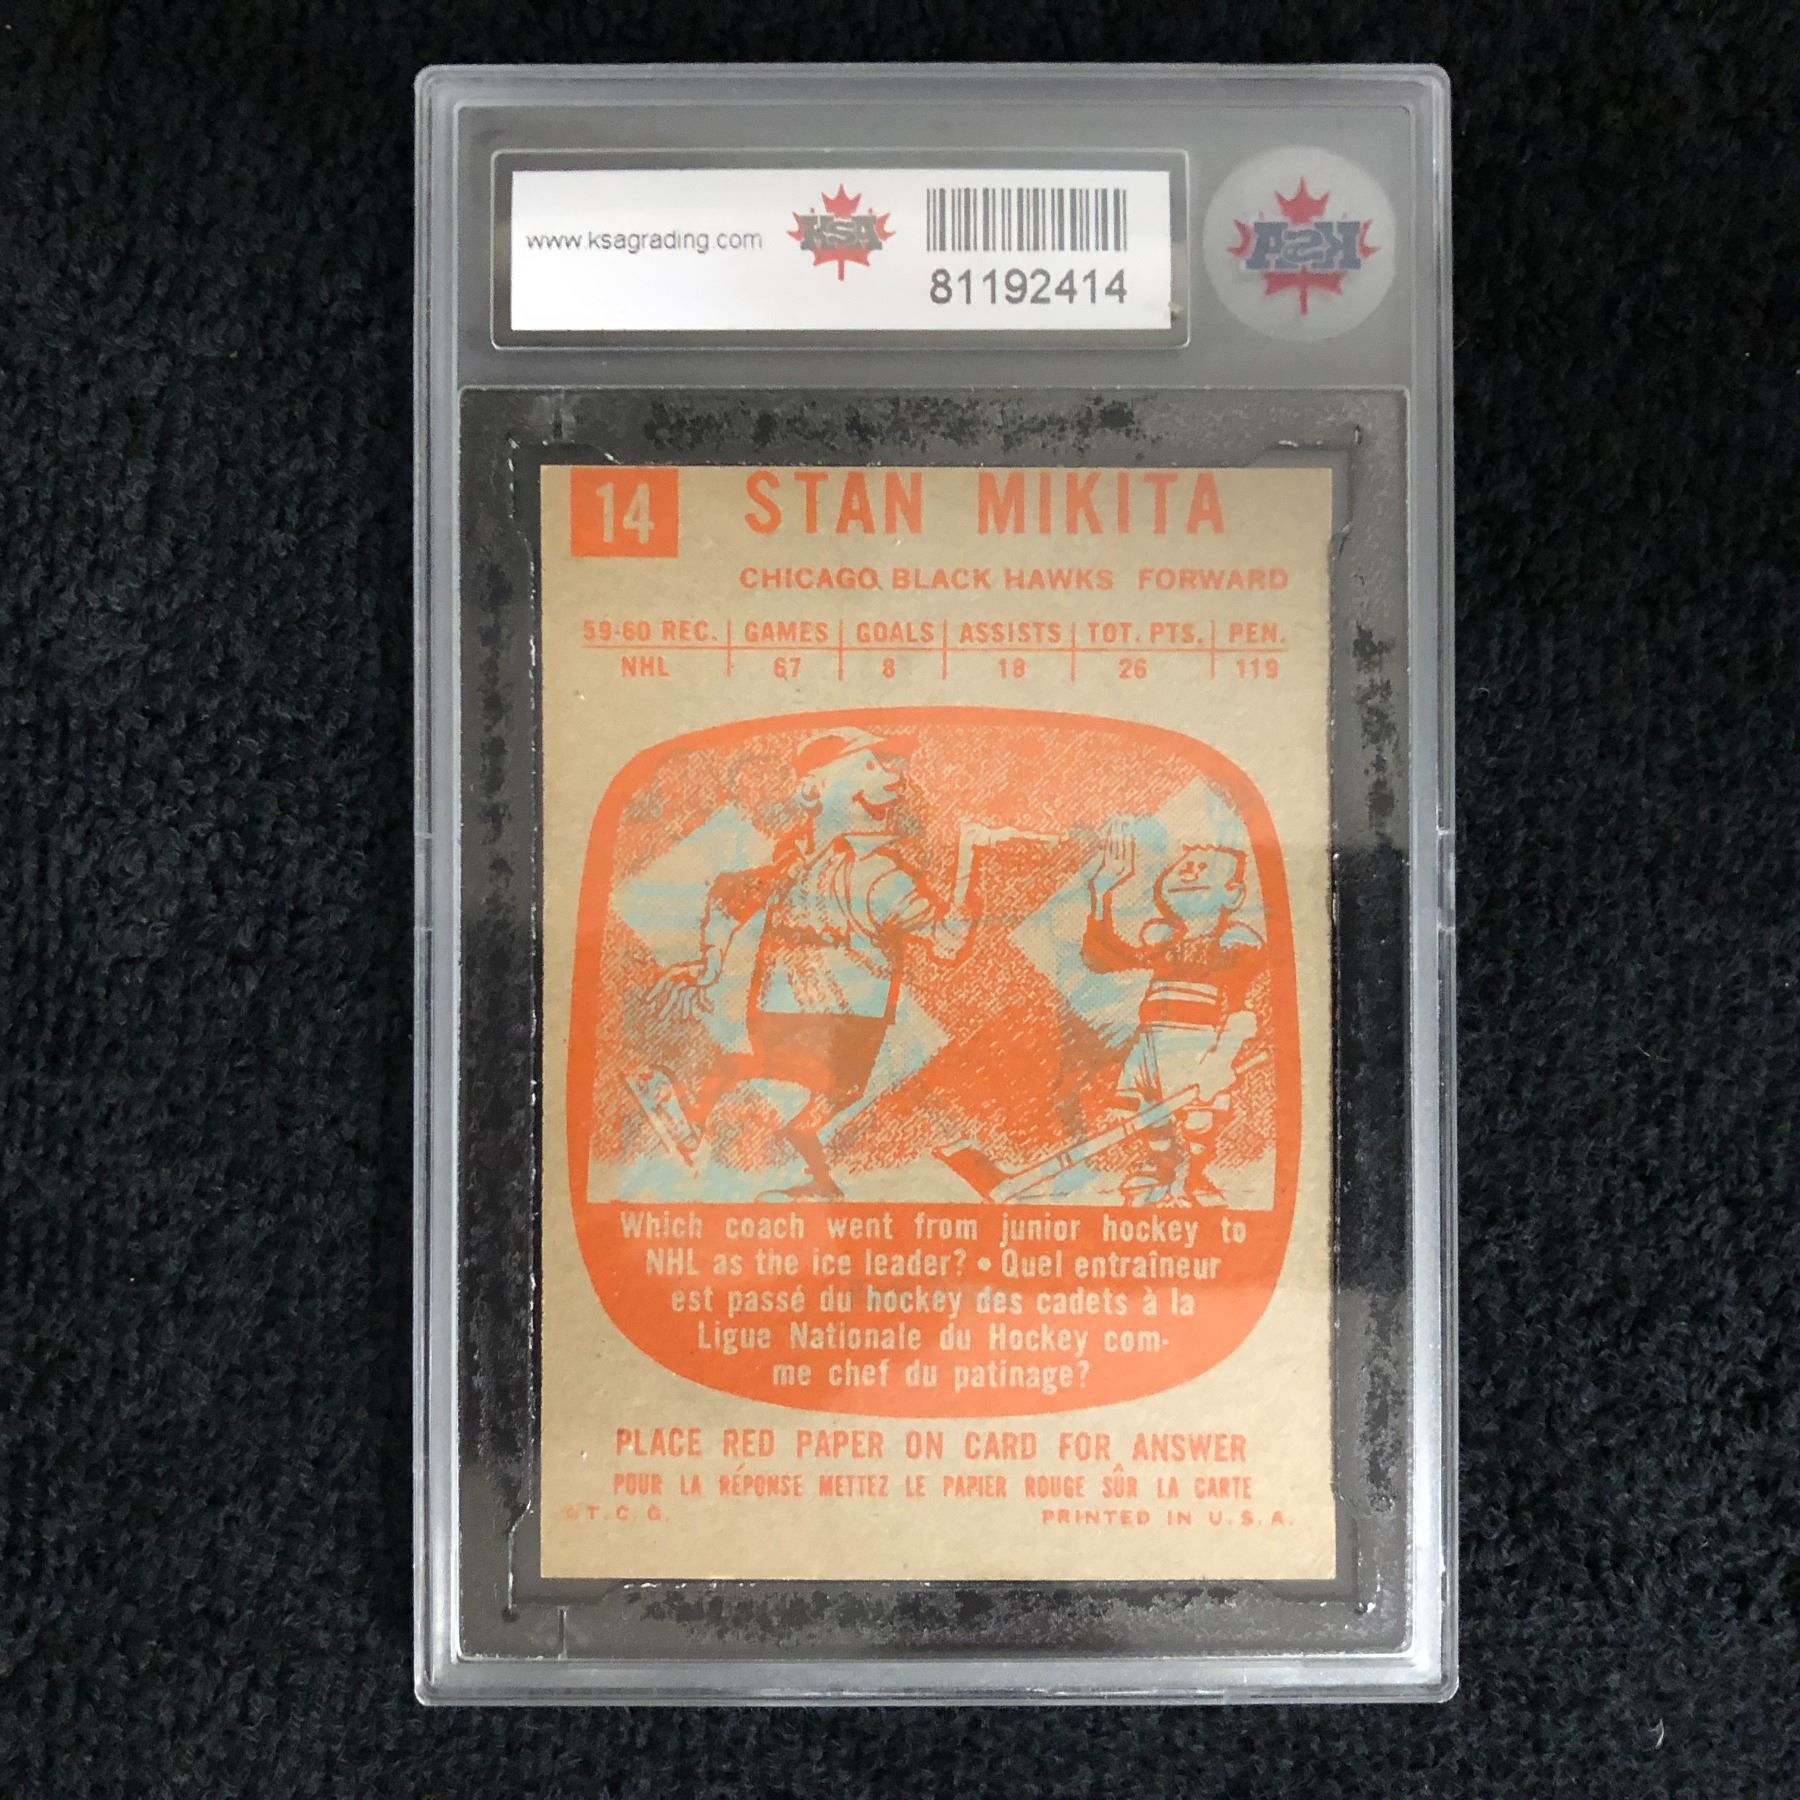 www.ksagrading.com KSA
81192414
KSA
14 STAN MIKITA
CHICAGO BLACK HAWKS FORWARD
59-60 REC. GAMES GOALS ASSISTS TOT. PTS. PEN.
NHL 67 8 18 26 119
Which coach went from junior hockey to
NHL as the ice leader? • Quel entraîneur
est passé du hockey des cadets à la
Ligue Nationale du Hockey com-
me chef du patinage?
PLACE RED PAPER ON CARD FOR ANSWER
POUR LA RÉPONSE METTEZ LE PAPIER ROUGE SÛR LA CARTE
© T. C. G. PRINTED IN U. S. A.